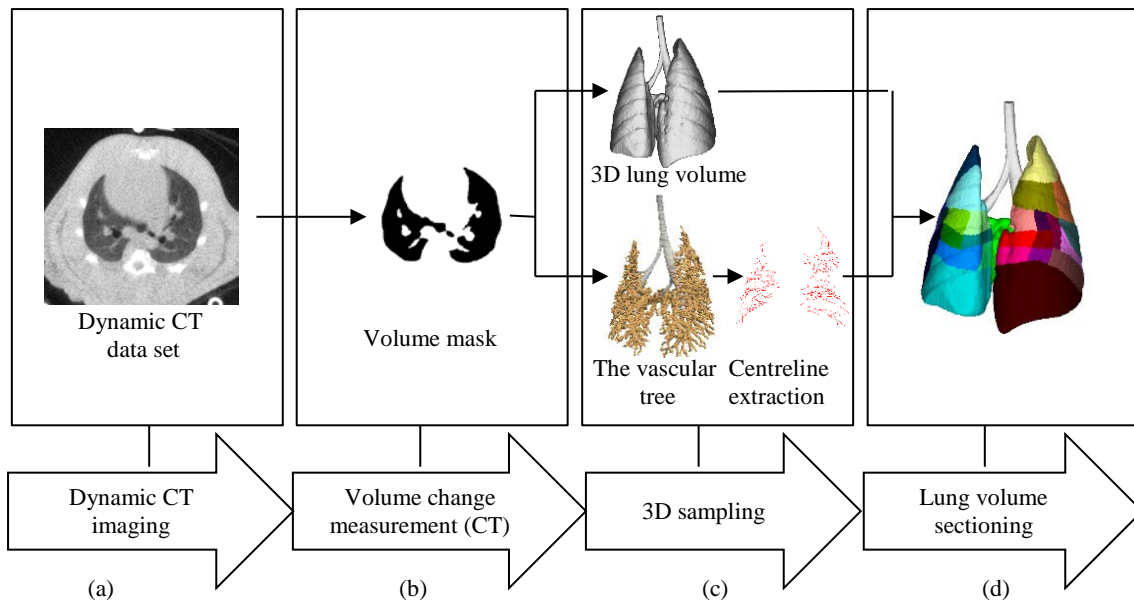 Dynamic CT
data set
Volume mask
3D lung volume
The vascular
tree
Centreline
extraction
Dynamic CT
imaging
Volume change
measurement (CT)
3D sampling
Lung volume
sectioning
(a)
(b)
(c)
(d)